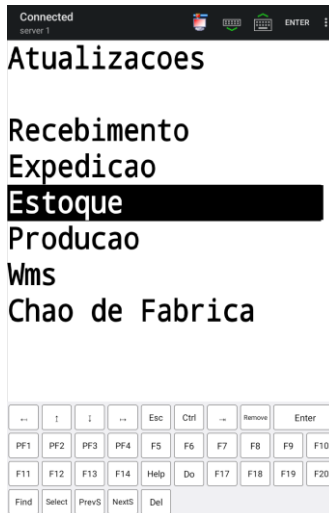 Connected
server 1
ENTER
Atualizacoes
Recebimento
Expedicao
Estoque
Producao
Wms
Chao de Fabrica
Esc Ctrl Remove Enter
PF1 PF2 PF3 PF4 F5 F6 F7 F8 F9 F10
F11 F12 F13 F14 Help Do F17 F18 F19 F20
Find Select PrevS NextS Del